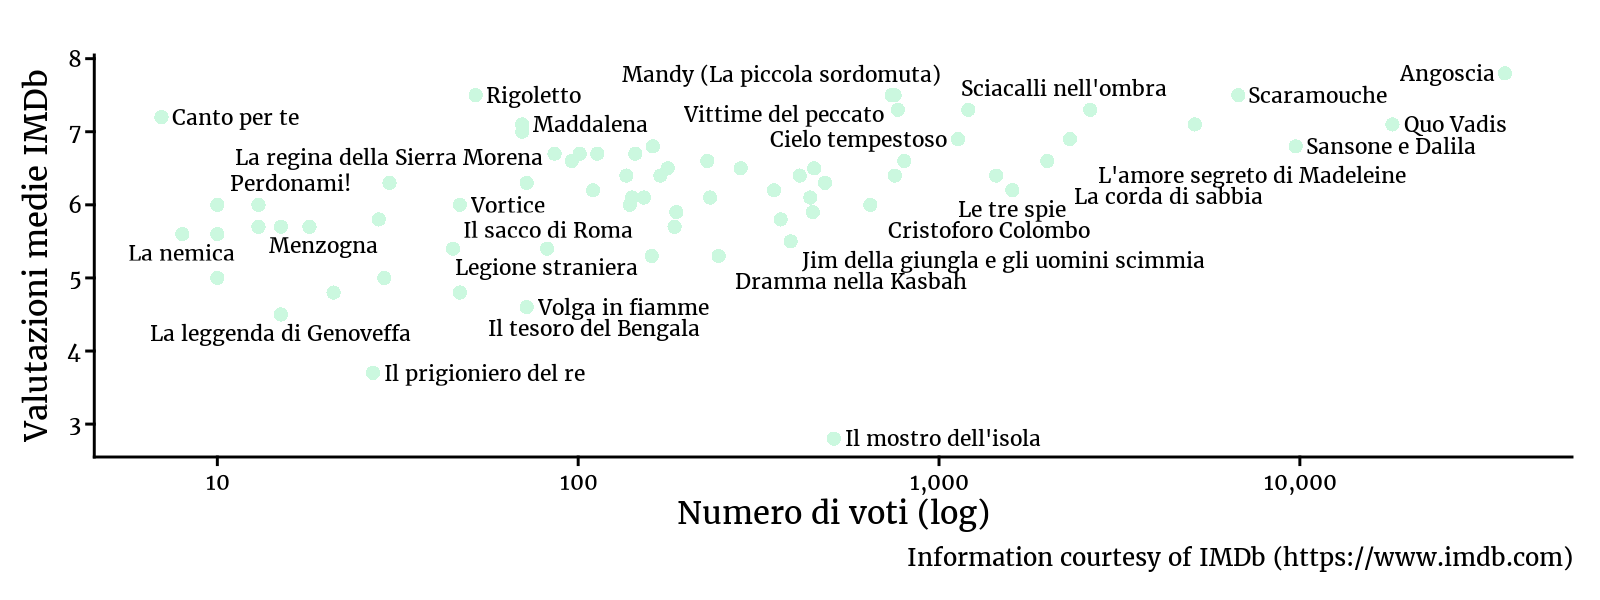 8
Mandy (La piccola sordomuta)
Angoscia
Sciacalli nell'ombra
Rigoletto
Scaramouche
Canto per te
Vittime del peccato
7
Maddalena
Quo Vadis
Cielo tempestoso
Sansone e Dalila
La regina della Sierra Morena
L'amore segreto di Madeleine
Perdonami!
La corda di sabbia
6
Vortice
Le tre spie
Il sacco di Roma
Cristoforo Colombo
Menzogna
La nemica
Jim della giungla e gli uomini scimmia
Legione straniera
5
Dramma nella Kasbah
Volga in fiamme
Il tesoro del Bengala
La leggenda di Genoveffa
4
Il prigioniero del re
3
Il mostro dell'isola
Valutazioni medie IMDb
10 100 1,000 10,000
Numero di voti (log)
Information courtesy of IMDb (https://www.imdb.com)